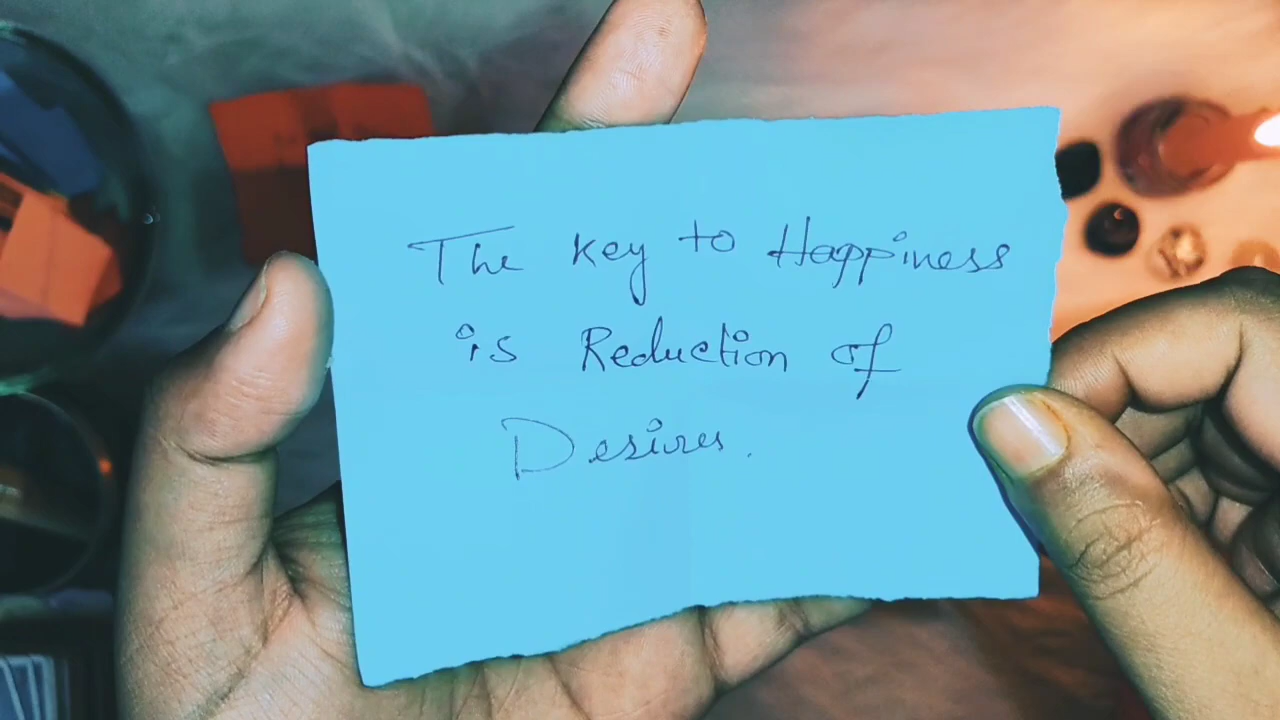 The Key to Happiness
is Reduction of
Desires.